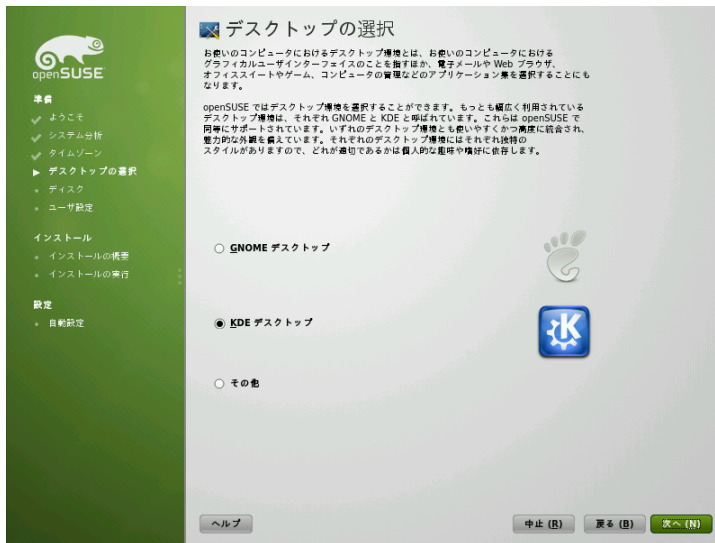 デスクトップの選択
お使いのコンピュータにおけるデスクトップ環境とは、お使いのコンピュータにおける
グラフィカルユーザインターフェイスのことを指すほか、電子メールや Web ブラウザ、
オフィススイートやゲーム、コンピュータの管理などのアプリケーション集を選択することにも
なります。
openSUSE ではデスクトップ環境を選択することができます。もっとも幅広く利用されている
デスクトップ環境は、それぞれ GNOME と KDE と呼ばれています。これらは openSUSE で
同等にサポートされています。いずれのデスクトップ環境とも使いやすくかつ高度に統合され、
魅力的な外観を備えています。それぞれのデスクトップ環境にはそれぞれ独特の
スタイルがありますので、どれが適切であるかは個人的な趣味や嗜好に依存します。
openSUSE
準備
ようこそ
システム分析
タイムゾーン
デスクトップの選択
ディスク
ユーザ設定
インストール
インストールの概要
インストールの実行
設定
自動設定
GNOME デスクトップ
KDE デスクトップ
その他
ヘルプ
中止 (R)
戻る (B)
次へ (N)